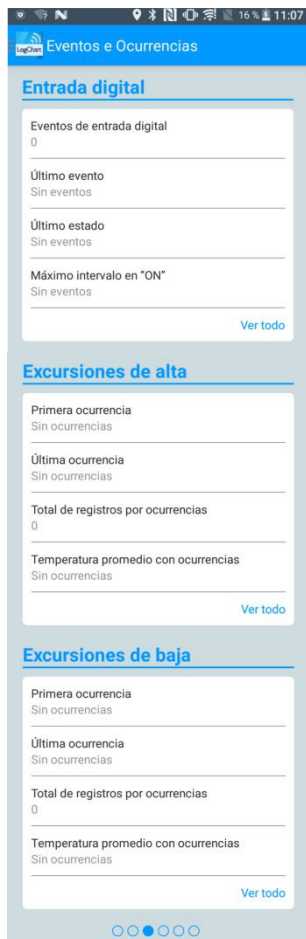 16% 11:07
LogChart Eventos e Ocurrencias
Entrada digital
Eventos de entrada digital
0
Último evento
Sin eventos
Último estado
Sin eventos
Máximo intervalo en "ON"
Sin eventos
Ver todo
Excursiones de alta
Primera ocurrencia
Sin ocurrencias
Última ocurrencia
Sin ocurrencias
Total de registros por ocurrencias
0
Temperatura promedio con ocurrencias
Sin ocurrencias
Ver todo
Excursiones de baja
Primera ocurrencia
Sin ocurrencias
Última ocurrencia
Sin ocurrencias
Total de registros por ocurrencias
0
Temperatura promedio con ocurrencias
Sin ocurrencias
Ver todo